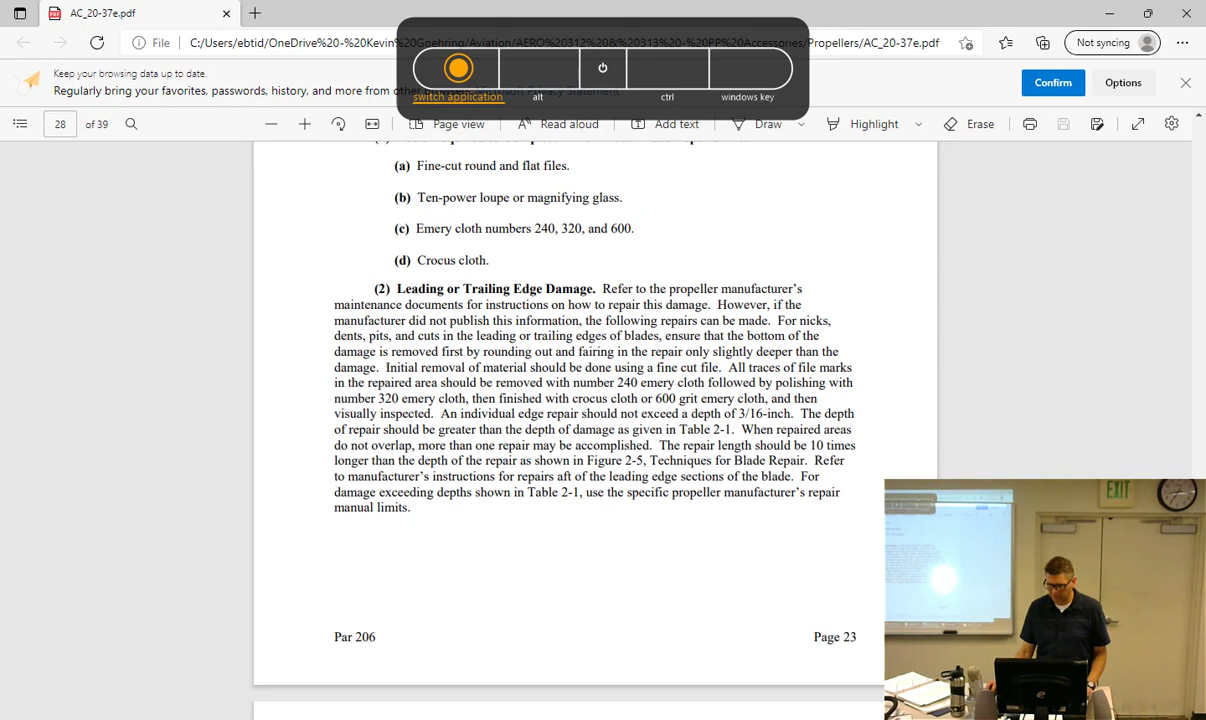 AC_20-37e.pdf
File C:/Users/ebtid/OneDrive%20-%20Kevin%20Goehring/Aviation/AERO%20312%20&%20313%20-%20PP%20Accessories/Propellers/AC_20-37e.pdf
Not syncing
switch application alt ctrl windows key
Keep your browsing data up to date.
Regularly bring your favorites, passwords, history, and more from other Microsoft Privacy Statement
Confirm Options
28 of 39 Page view Read aloud Add text Draw Highlight Erase
(a) Fine-cut round and flat files.
(b) Ten-power loupe or magnifying glass.
(c) Emery cloth numbers 240, 320, and 600.
(d) Crocus cloth.
(2) Leading or Trailing Edge Damage. Refer to the propeller manufacturer's
maintenance documents for instructions on how to repair this damage. However, if the
manufacturer did not publish this information, the following repairs can be made. For nicks,
dents, pits, and cuts in the leading or trailing edges of blades, ensure that the bottom of the
damage is removed first by rounding out and fairing in the repair only slightly deeper than the
damage. Initial removal of material should be done using a fine cut file. All traces of file marks
in the repaired area should be removed with number 240 emery cloth followed by polishing with
number 320 emery cloth, then finished with crocus cloth or 600 grit emery cloth, and then
visually inspected. An individual edge repair should not exceed a depth of 3/16-inch. The depth
of repair should be greater than the depth of damage as given in Table 2-1. When repaired areas
do not overlap, more than one repair may be accomplished. The repair length should be 10 times
longer than the depth of the repair as shown in Figure 2-5, Techniques for Blade Repair. Refer
to manufacturer's instructions for repairs aft of the leading edge sections of the blade. For
damage exceeding depths shown in Table 2-1, use the specific propeller manufacturer's repair
manual limits.
Par 206 Page 23
EXIT